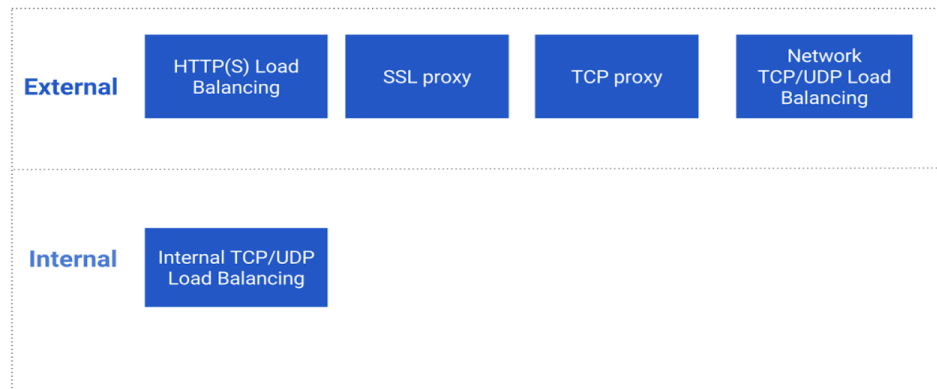 External
HTTP(S) Load
Balancing
SSL proxy
TCP proxy
Network
TCP/UDP Load
Balancing
Internal
Internal TCP/UDP
Load Balancing